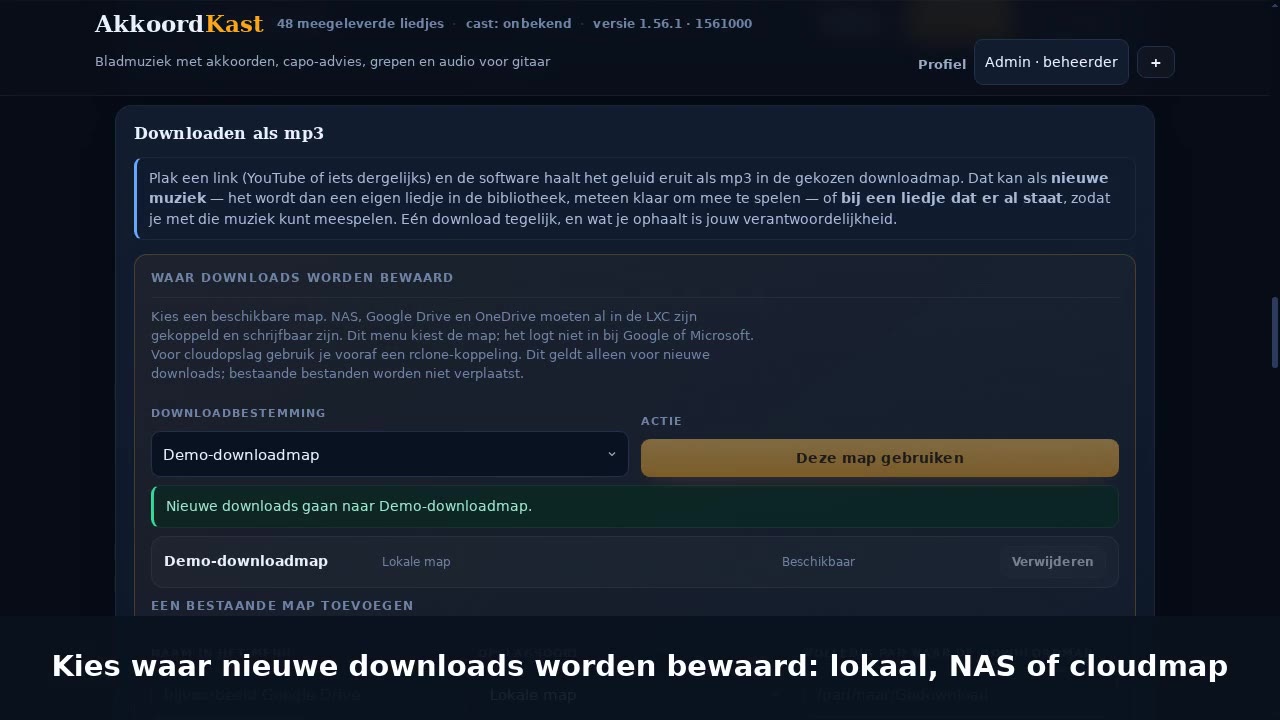 AkkoordKast 48 meegeleverde liedjes · cast: onbekend · versie 1.56.1 · 1561000
Bladmuziek met akkoorden, capo-advies, grepen en audio voor gitaar
Profiel Admin · beheerder +
Downloaden als mp3
Plak een link (YouTube of iets dergelijks) en de software haalt het geluid eruit als mp3 in de gekozen downloadmap. Dat kan als nieuwe
muziek — het wordt dan een eigen liedje in de bibliotheek, meteen klaar om mee te spelen — of bij een liedje dat er al staat, zodat
je met die muziek kunt meespelen. Eén download tegelijk, en wat je ophaalt is jouw verantwoordelijkheid.
WAAR DOWNLOADS WORDEN BEWAARD
Kies een beschikbare map. NAS, Google Drive en OneDrive moeten al in de LXC zijn
gekoppeld en schrijfbaar zijn. Dit menu kiest de map; het logt niet in bij Google of Microsoft.
Voor cloudopslag gebruik je vooraf een rclone-koppeling. Dit geldt alleen voor nieuwe
downloads; bestaande bestanden worden niet verplaatst.
DOWNLOADBESTEMMING
ACTIE
Demo-downloadmap
Deze map gebruiken
Nieuwe downloads gaan naar Demo-downloadmap.
Demo-downloadmap Lokale map Beschikbaar Verwijderen
EEN BESTAANDE MAP TOEVOEGEN
Kies waar nieuwe downloads worden bewaard: lokaal, NAS of cloudmap
Lokale map